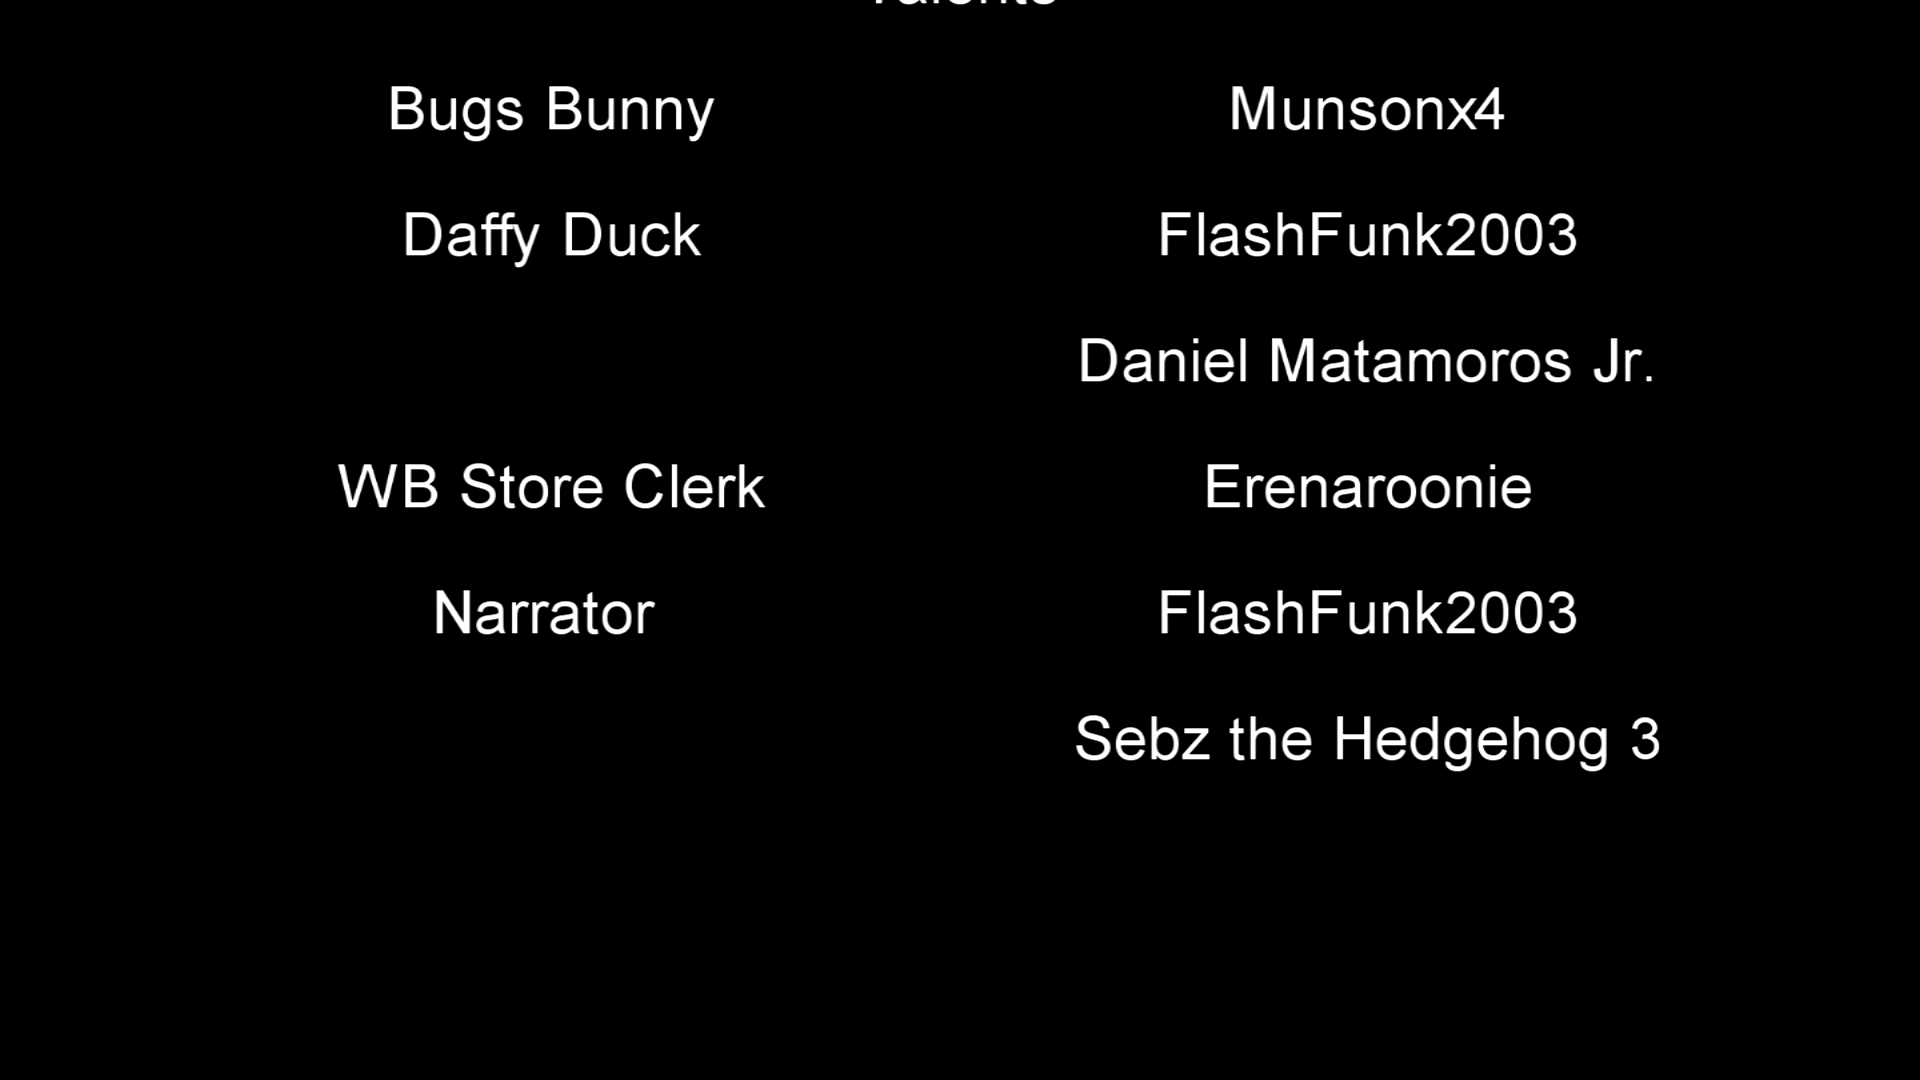 Talents
Bugs Bunny Munsonx4
Daffy Duck FlashFunk2003
Daniel Matamoros Jr.
WB Store Clerk Erenaroonie
Narrator FlashFunk2003
Sebz the Hedgehog 3